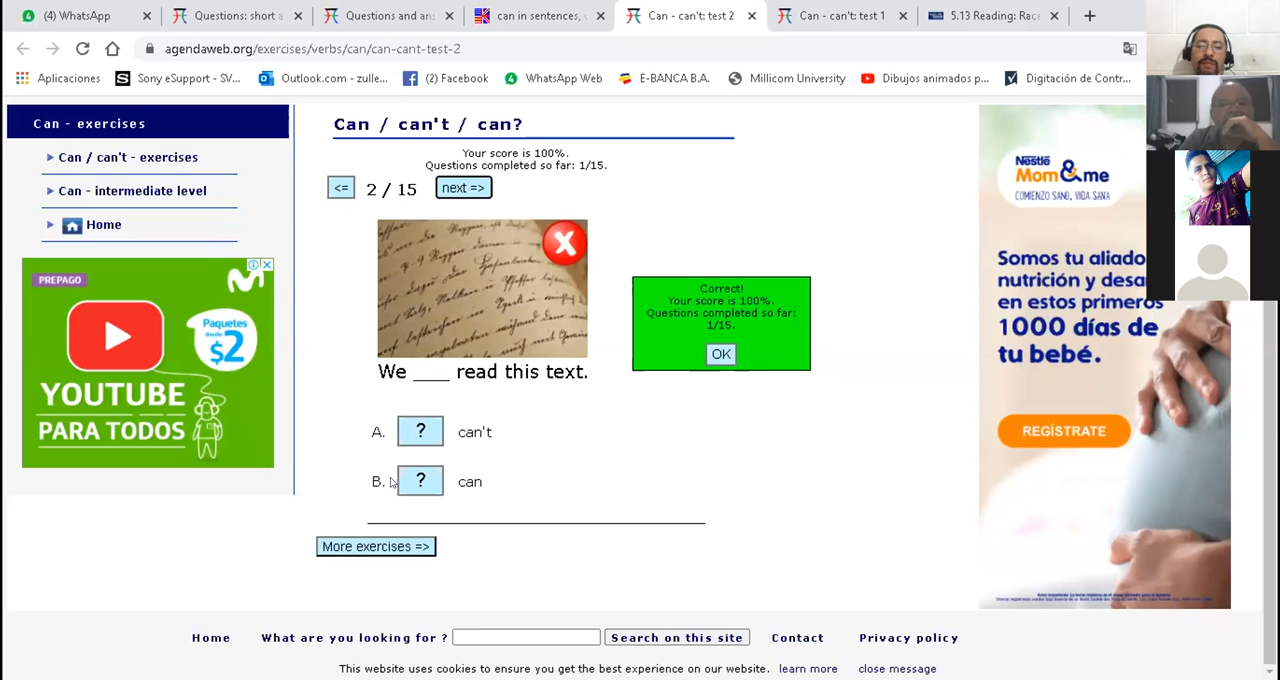 (4) WhatsApp
Questions: short a
Questions and an
can in sentences,
Can - can't: test 2
Can - can't: test 1
5.13 Reading: Race
agendaweb.org/exercises/verbs/can/can-cant-test-2
Aplicaciones
Sony eSupport - SV...
Outlook.com - zulle...
(2) Facebook
WhatsApp Web
E-BANCA B.A.
Millicom University
Dibujos animados p...
Digitación de Contr...
Can - exercises
Can / can't - exercises
Can - intermediate level
Home
PREPAGO
Paquetes
desde
$2
YOUTUBE
PARA TODOS
Can / can't / can?
Your score is 100%.
Questions completed so far: 1/15.
<=
2 / 15
next =>
We ___ read this text.
A. ? can't
B. ? can
More exercises =>
Correct!
Your score is 100%.
Questions completed so far:
1/15.
OK
Nestlé
Mom&me
COMIENZO SANO, VIDA SANA
Somos tu aliado
nutrición y desa
en estos primeros
1000 días de
tu bebé.
REGÍSTRATE
Home
What are you looking for ?
Search on this site
Contact
Privacy policy
This website uses cookies to ensure you get the best experience on our website. learn more close message